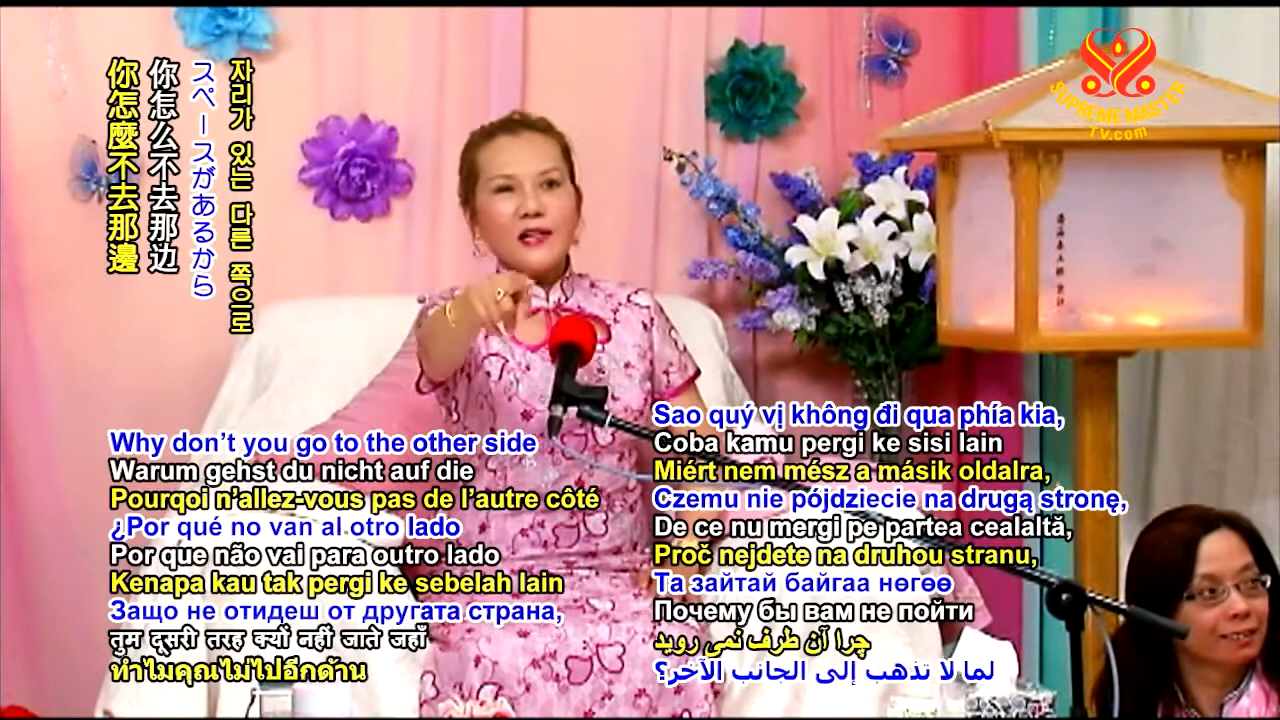 SUPREME MASTER
TV.com
你怎麼不去那邊
你怎么不去那边
スペースがあるから
자리가 있는 다른 쪽으로
Why don't you go to the other side
Warum gehst du nicht auf die
Pourqoi n'allez-vous pas de l'autre côté
¿Por qué no van al otro lado
Por que não vai para outro lado
Kenapa kau tak pergi ke sebelah lain
Защо не отидеш от другата страна,
तुम दूसरी तरह क्यों नहीं जाते जहाँ
ทำไมคุณไม่ไปอีกด้าน
Sao quý vị không đi qua phía kia,
Coba kamu pergi ke sisi lain
Miért nem mész a másik oldalra,
Czemu nie pójdziecie na drugą stronę,
De ce nu mergi pe partea cealaltă,
Proč nejdete na druhou stranu,
Та зайтай байгаа нөгөө
Почему бы вам не пойти
چرا آن طرف نمی روید
لما لا تذهب إلى الجانب الآخر؟